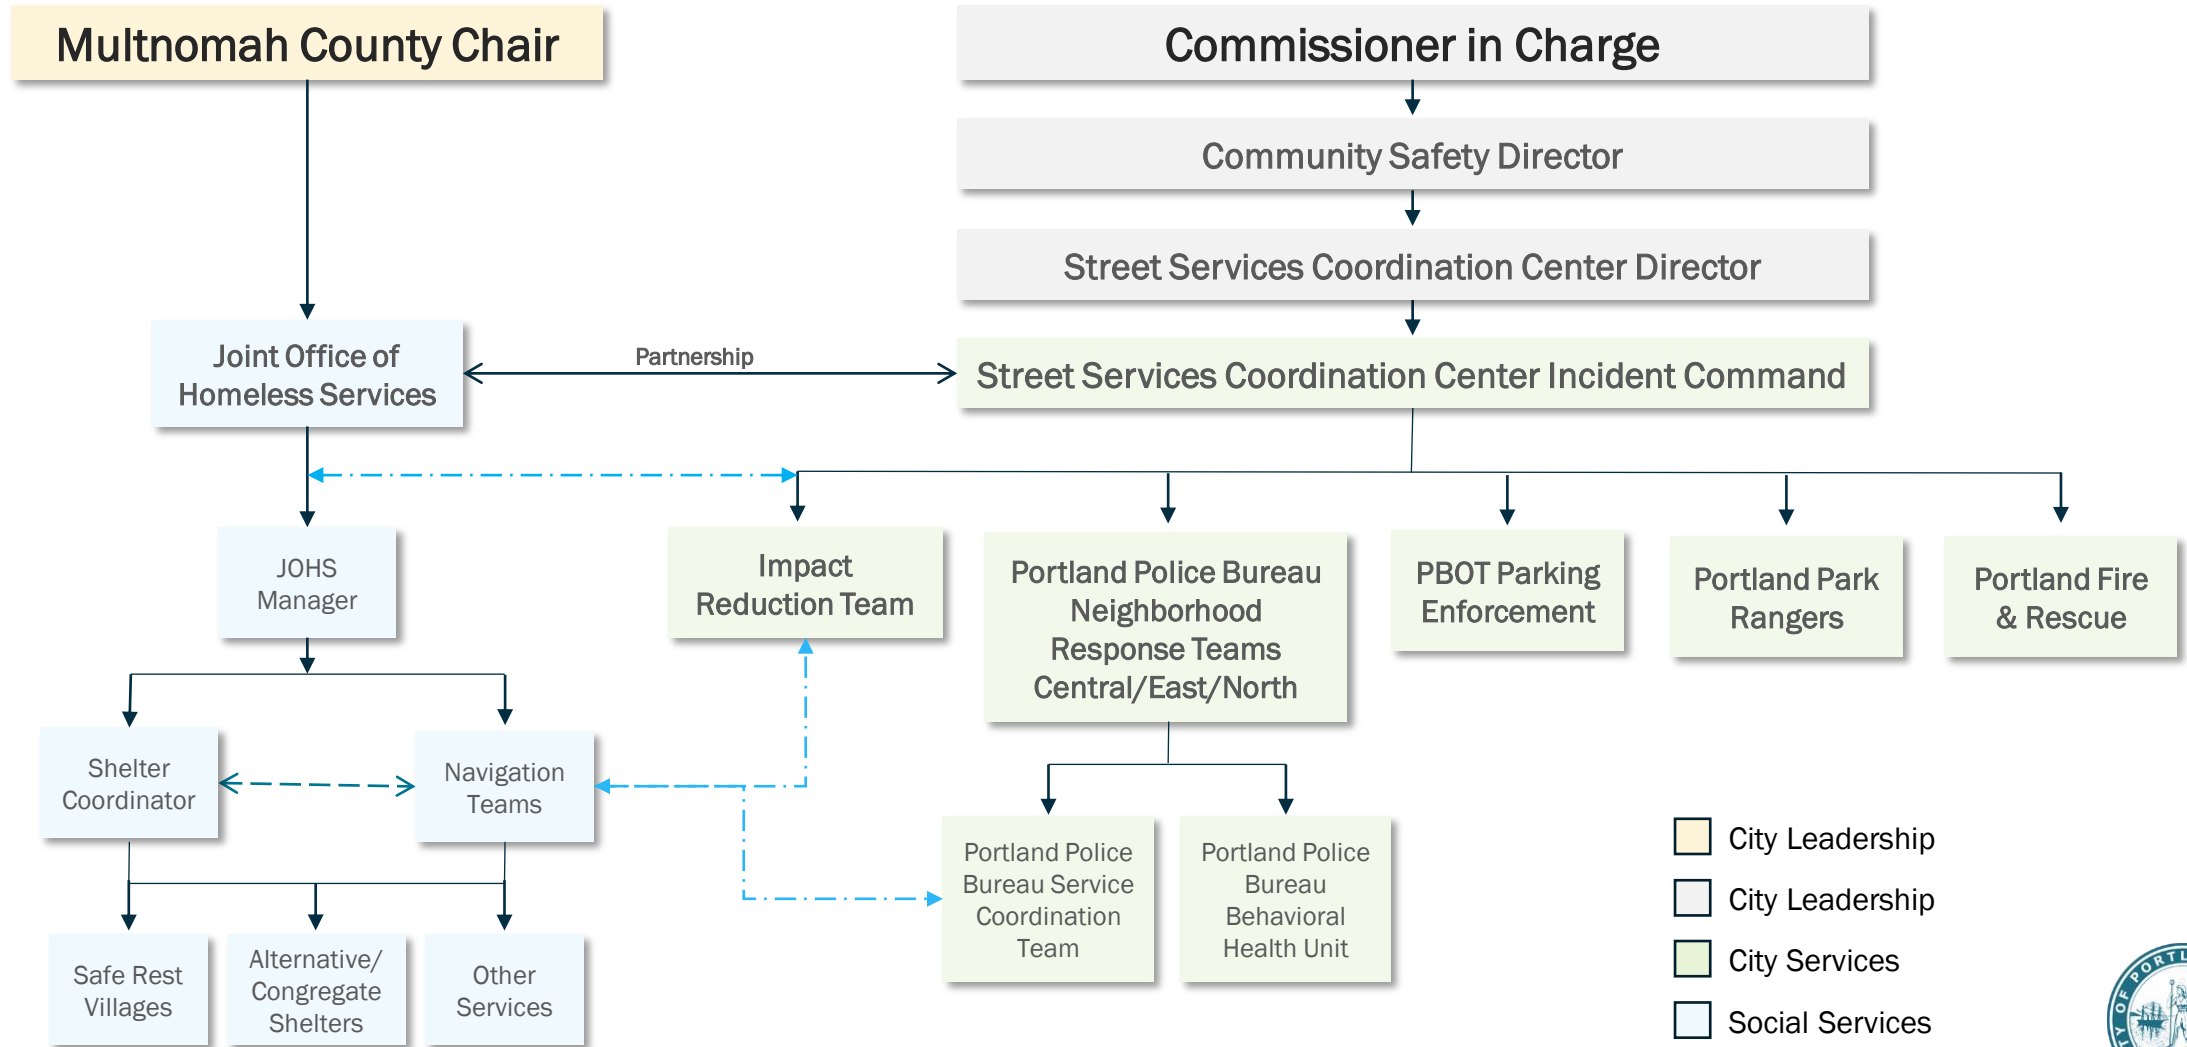 Multnomah County Chair
Commissioner in Charge
Community Safety Director
Street Services Coordination Center Director
Joint Office of
Homeless Services
Partnership
Street Services Coordination Center Incident Command
JOHS
Manager
Impact
Reduction Team
Portland Police Bureau
Neighborhood
Response Teams
Central/East/North
PBOT Parking
Enforcement
Portland Park
Rangers
Portland Fire
& Rescue
Shelter
Coordinator
Navigation
Teams
Portland Police
Bureau Service
Coordination
Team
Portland Police
Bureau
Behavioral
Health Unit
Safe Rest
Villages
Alternative/
Congregate
Shelters
Other
Services
City Leadership
City Leadership
City Services
Social Services